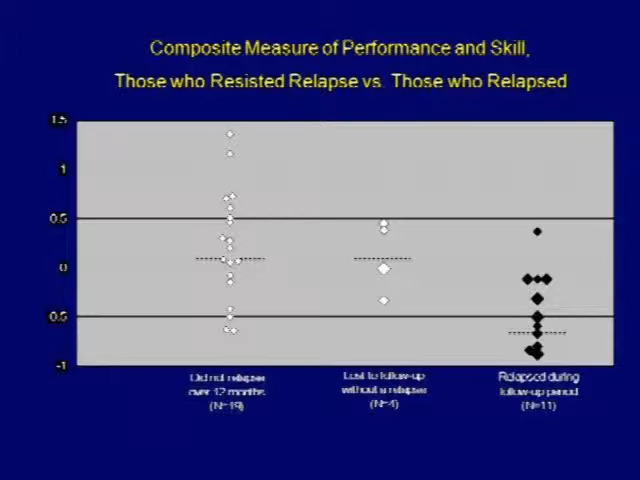 Composite Measure of Performance and Skill,
Those who Resisted Relapse vs. Those who Relapsed
1.5
1
0.5
0
0.5
-1
Did not relapse
over 12 months
(N=19)
Lost to follow-up
without a relapse
(N=4)
Relapsed during
follow-up period
(N=11)